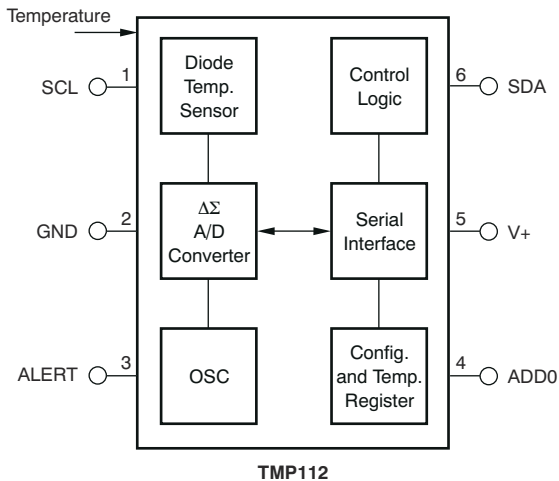 Temperature
SCL
1
Diode
Temp.
Sensor
Control
Logic
6
SDA
GND
2
ΔΣ
A/D
Converter
Serial
Interface
5
V+
ALERT
3
OSC
Config.
and Temp.
Register
4
ADD0
TMP112